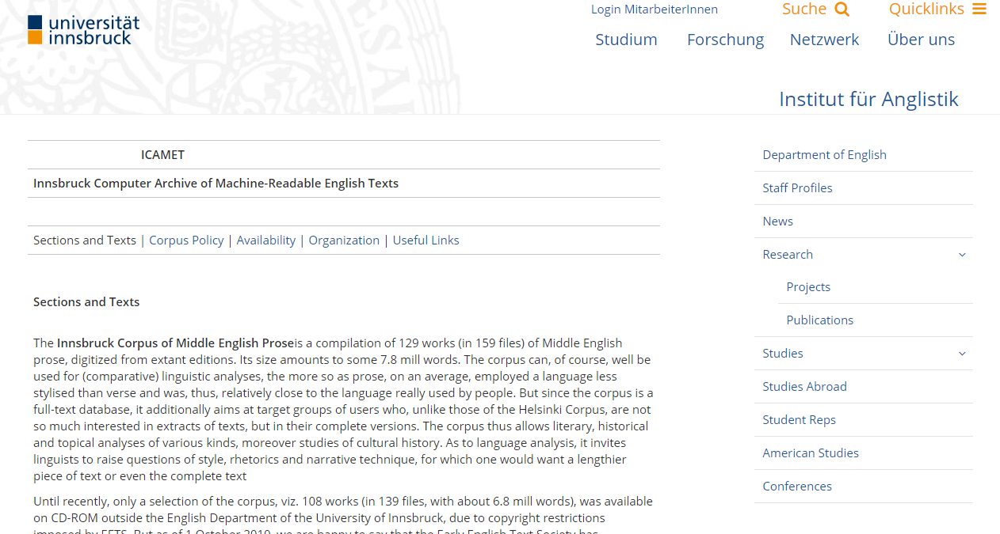 universität
innsbruck
Login MitarbeiterInnen
Suche
Quicklinks
Studium Forschung Netzwerk Über uns
Institut für Anglistik
ICAMET
Innsbruck Computer Archive of Machine-Readable English Texts
Sections and Texts | Corpus Policy | Availability | Organization | Useful Links
Sections and Texts
The Innsbruck Corpus of Middle English Proseis a compilation of 129 works (in 159 files) of Middle English
prose, digitized from extant editions. Its size amounts to some 7.8 mill words. The corpus can, of course, well be
used for (comparative) linguistic analyses, the more so as prose, on an average, employed a language less
stylised than verse and was, thus, relatively close to the language really used by people. But since the corpus is a
full-text database, it additionally aims at target groups of users who, unlike those of the Helsinki Corpus, are not
so much interested in extracts of texts, but in their complete versions. The corpus thus allows literary, historical
and topical analyses of various kinds, moreover studies of cultural history. As to language analysis, it invites
linguists to raise questions of style, rhetorics and narrative technique, for which one would want a lengthier
piece of text or even the complete text
Until recently, only a selection of the corpus, viz. 108 works (in 139 files, with about 6.8 mill words), was available
on CD-ROM outside the English Department of the University of Innsbruck, due to copyright restrictions
imposed by EETS. But as of 1 October 2010, we are happy to say that the Early English Text Society has
Department of English
Staff Profiles
News
Research
Projects
Publications
Studies
Studies Abroad
Student Reps
American Studies
Conferences